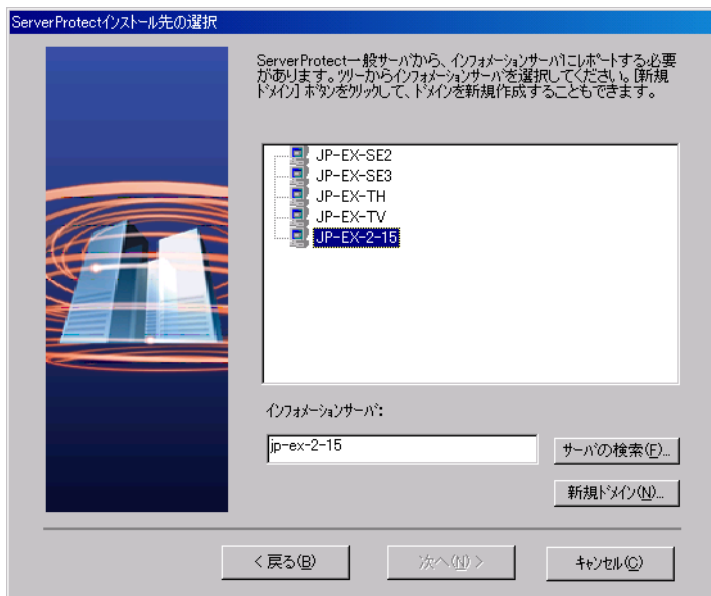 ServerProtectインストール先の選択
ServerProtect一般サーバから、インフォメーションサーバにレポートする必要
があります。ツリーからインフォメーションサーバを選択してください。[新規
ドメイン] ボタンをクリックして、ドメインを新規作成することもできます。
JP-EX-SE2
JP-EX-SE3
JP-EX-TH
JP-EX-TV
JP-EX-2-15
インフォメーションサーバ:
jp-ex-2-15
サーバの検索(F)...
新規ドメイン(N)...
< 戻る(B)
次へ(N) >
キャンセル(C)